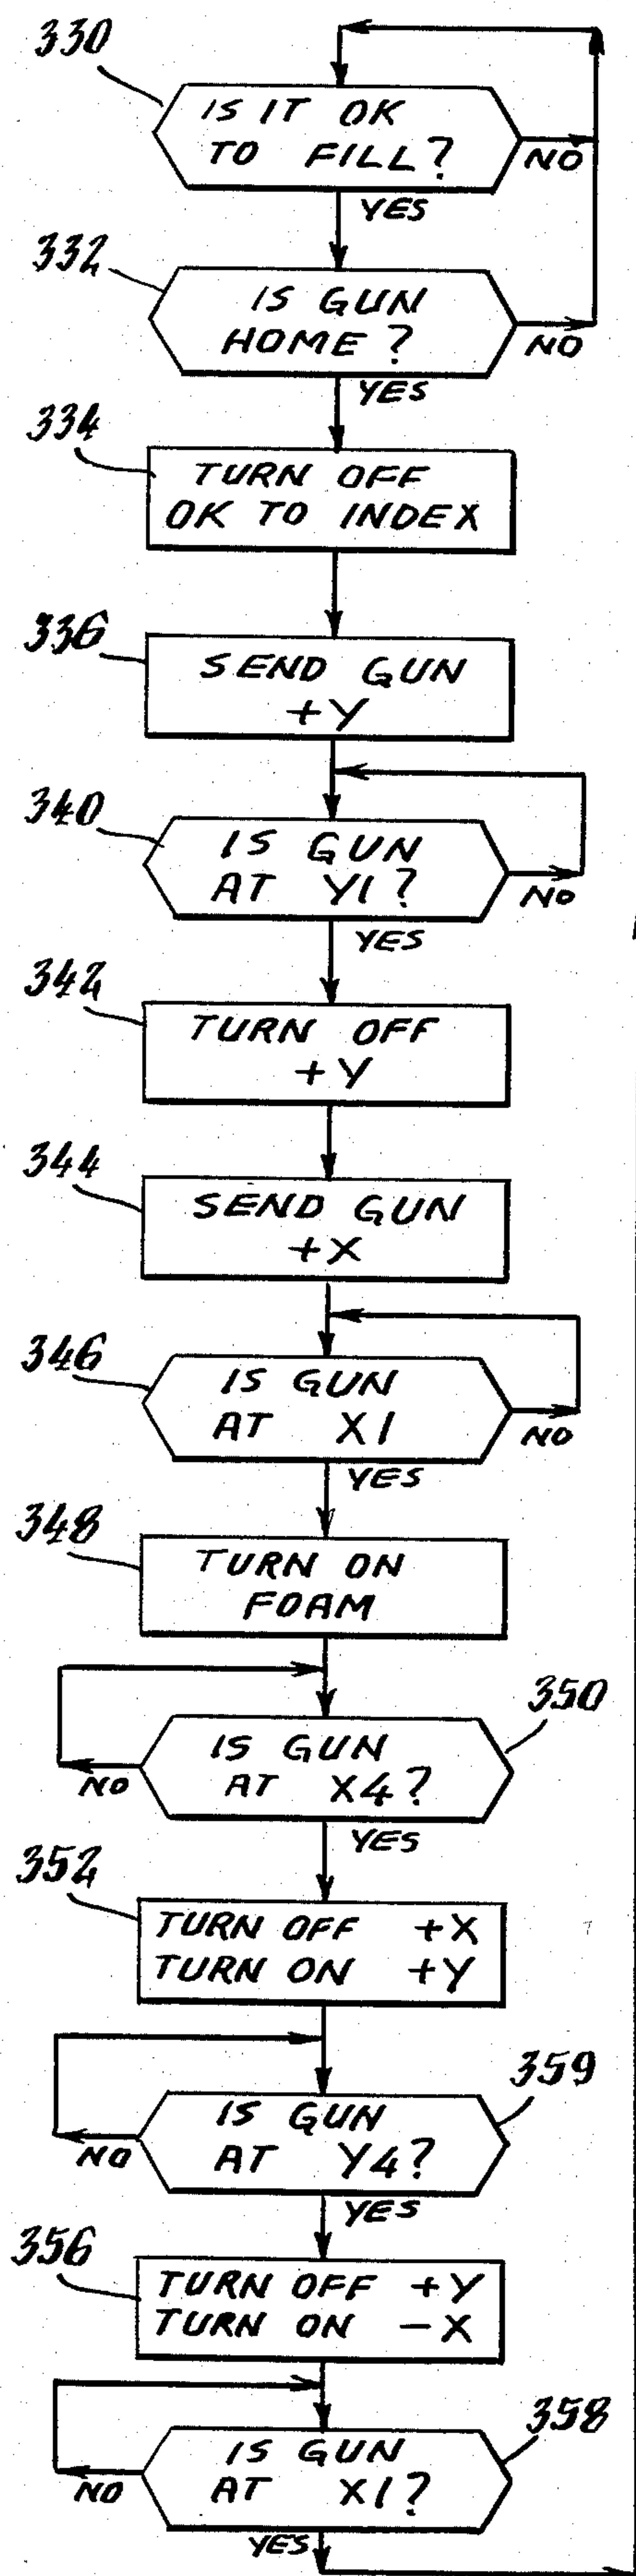 330
IS IT OK
TO FILL?
NO
YES
332
IS GUN
HOME?
NO
YES
334
TURN OFF
OK TO INDEX
336
SEND GUN
+Y
340
IS GUN
AT Y1?
NO
YES
342
TURN OFF
+Y
344
SEND GUN
+X
346
IS GUN
AT X1
NO
YES
348
TURN ON
FOAM
350
IS GUN
AT X4?
NO
YES
352
TURN OFF +X
TURN ON +Y
359
IS GUN
AT Y4?
NO
YES
356
TURN OFF +Y
TURN ON -X
358
IS GUN
AT X1?
NO
YES